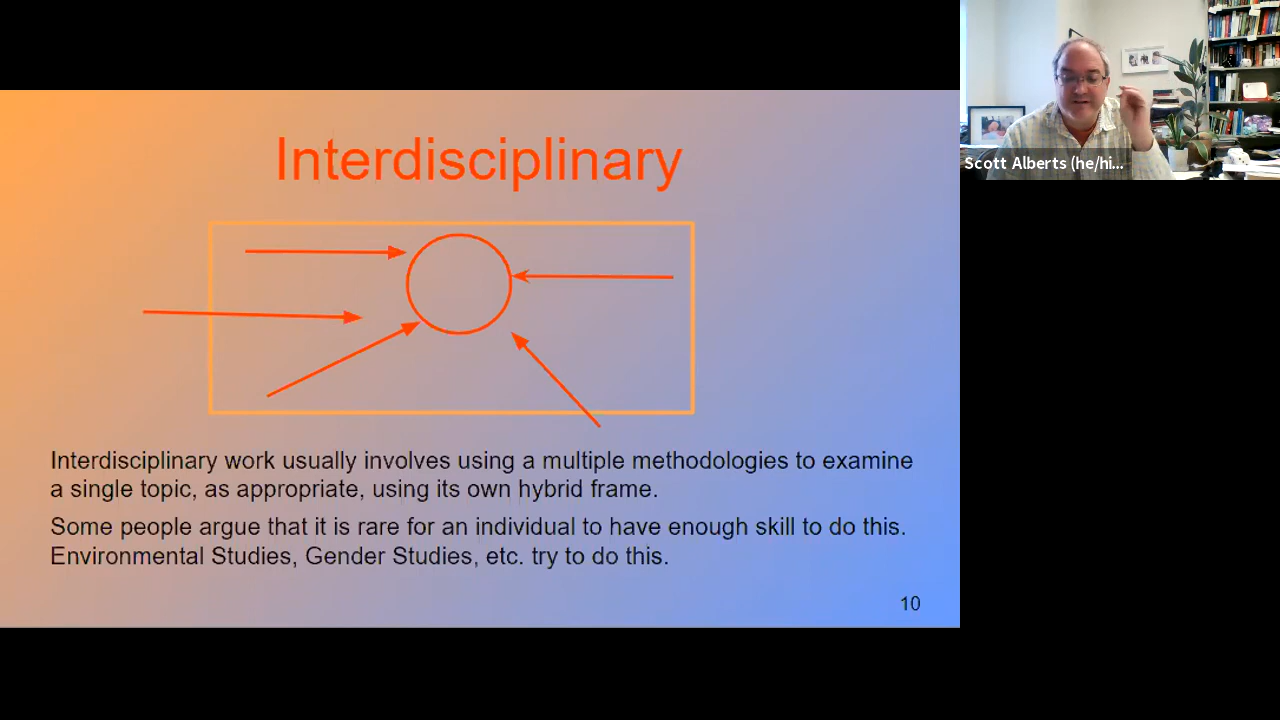 Interdisciplinary
Interdisciplinary work usually involves using a multiple methodologies to examine
a single topic, as appropriate, using its own hybrid frame.
Some people argue that it is rare for an individual to have enough skill to do this.
Environmental Studies, Gender Studies, etc. try to do this.
10
Scott Alberts (he/hi...